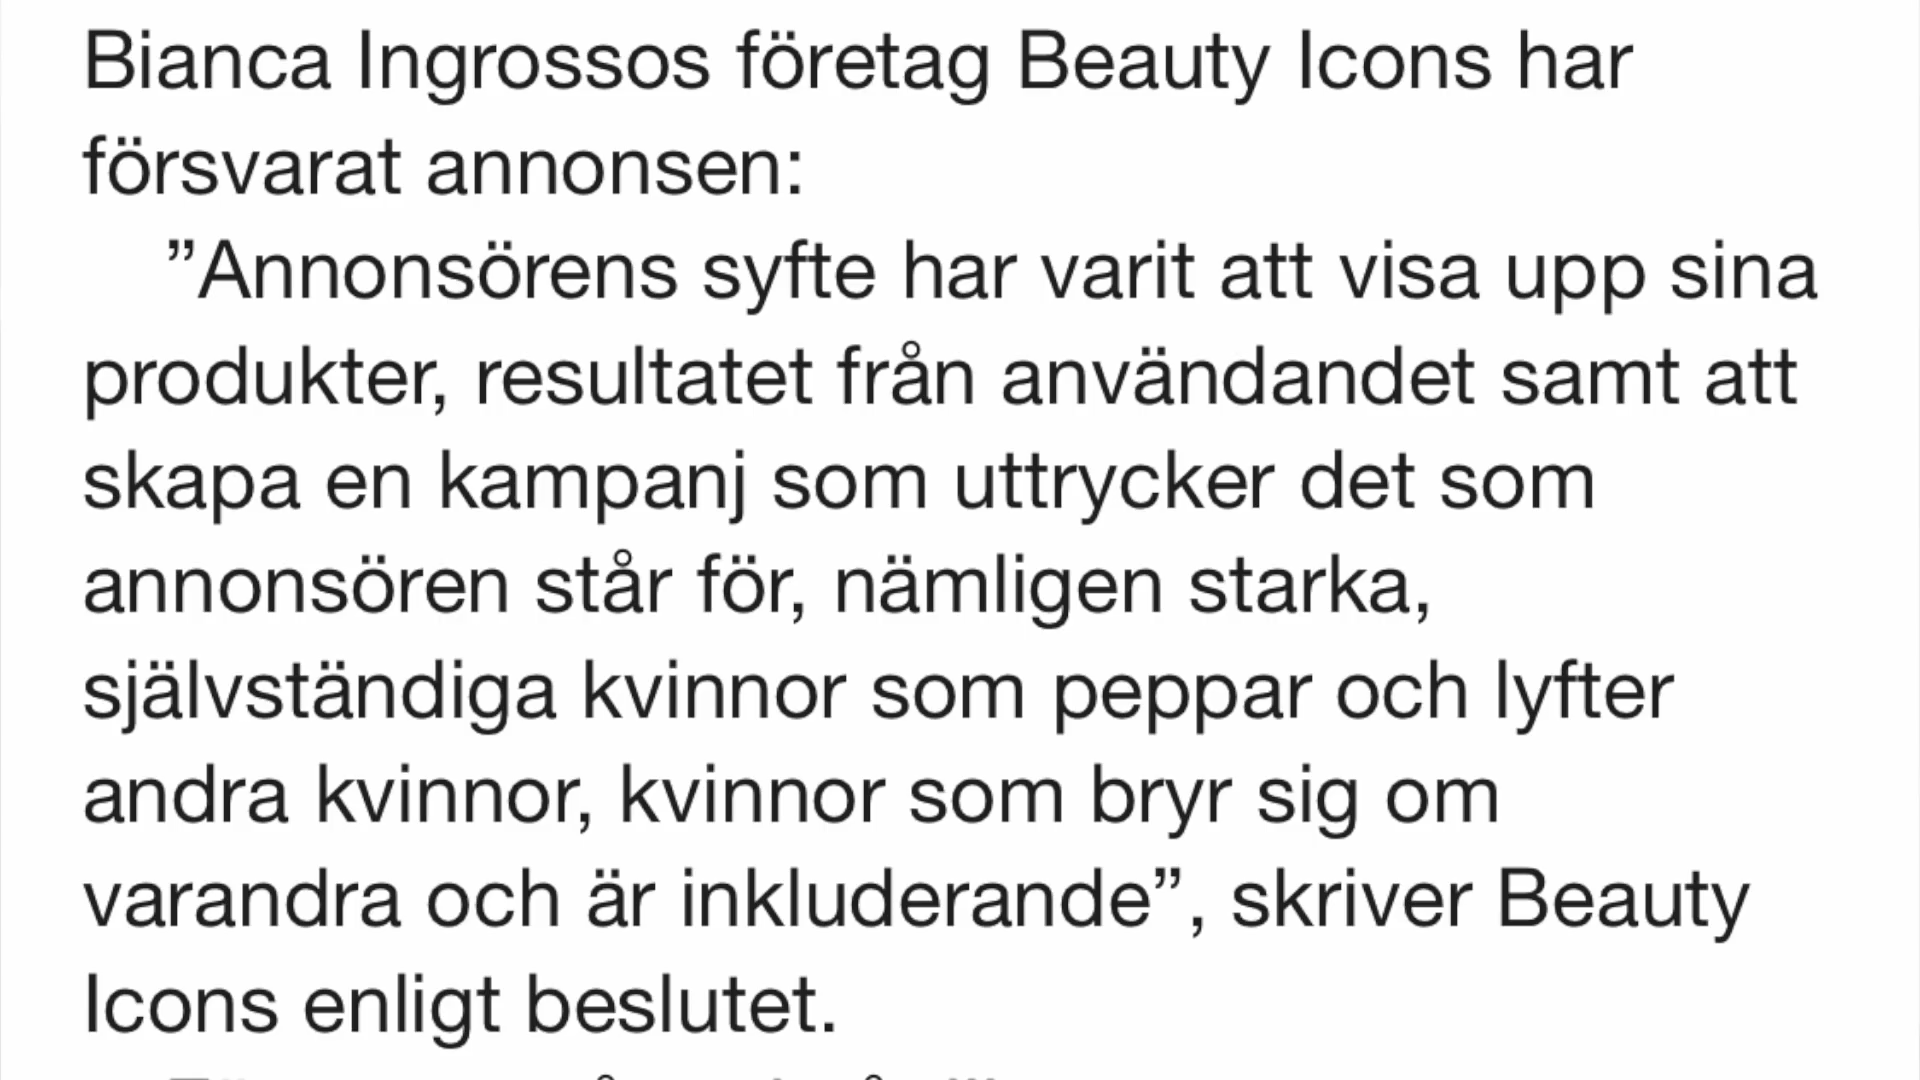 Bianca Ingrossos företag Beauty Icons har
försvarat annonsen:
”Annonsörens syfte har varit att visa upp sina
produkter, resultatet från användandet samt att
skapa en kampanj som uttrycker det som
annonsören står för, nämligen starka,
självständiga kvinnor som peppar och lyfter
andra kvinnor, kvinnor som bryr sig om
varandra och är inkluderande”, skriver Beauty
Icons enligt beslutet.